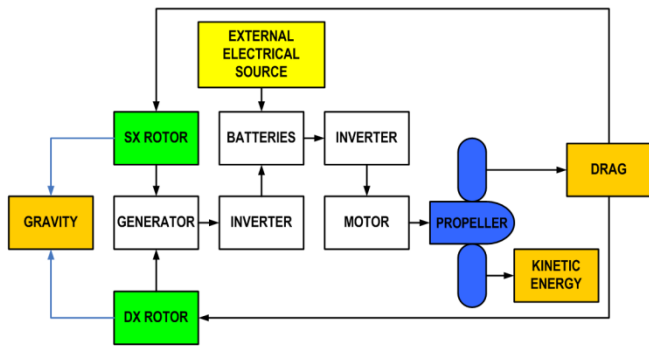 EXTERNAL
ELECTRICAL
SOURCE
SX ROTOR
BATTERIES
INVERTER
DRAG
GRAVITY
GENERATOR
INVERTER
MOTOR
PROPELLER
KINETIC
ENERGY
DX ROTOR